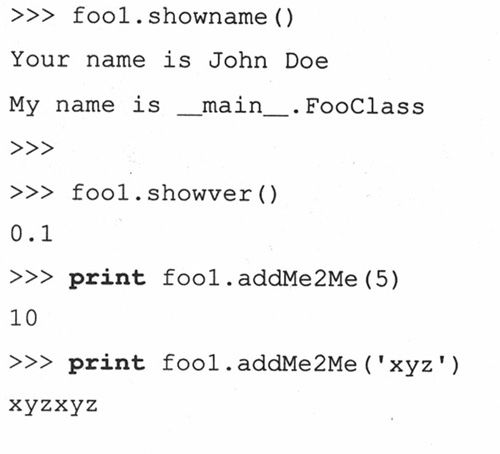 >>> foo1.showname()
Your name is John Doe
My name is __main__.FooClass
>>>
>>> foo1.showver()
0.1
>>> print foo1.addMe2Me(5)
10
>>> print foo1.addMe2Me('xyz')
xyzxyz